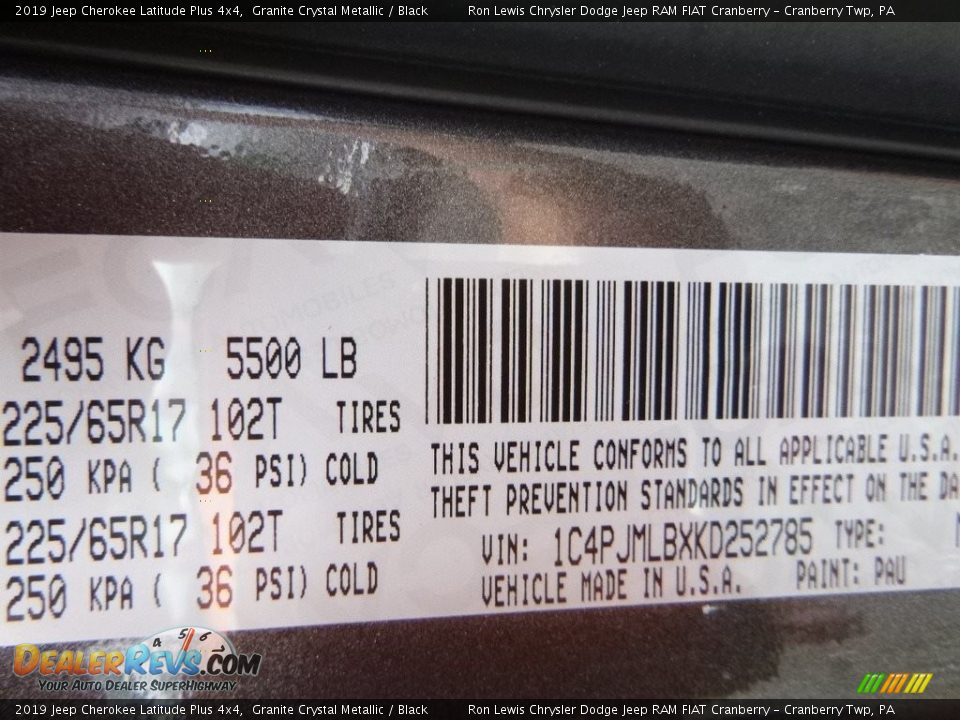 2019 Jeep Cherokee Latitude Plus 4x4, Granite Crystal Metallic / Black Ron Lewis Chrysler Dodge Jeep RAM FIAT Cranberry - Cranberry Twp, PA
2495 KG 5500 LB
225/65R17 102T TIRES
250 KPA ( 36 PSI) COLD
225/65R17 102T TIRES
250 KPA ( 36 PSI) COLD
THIS VEHICLE CONFORMS TO ALL APPLICABLE U.S.A.
THEFT PREVENTION STANDARDS IN EFFECT ON THE DA
VIN: 1C4PJMLBXKD252785 TYPE: M
VEHICLE MADE IN U.S.A. PAINT: PAU
4 5 6
DealerRevs.com
Your Auto Dealer SuperHighway
2019 Jeep Cherokee Latitude Plus 4x4, Granite Crystal Metallic / Black Ron Lewis Chrysler Dodge Jeep RAM FIAT Cranberry - Cranberry Twp, PA